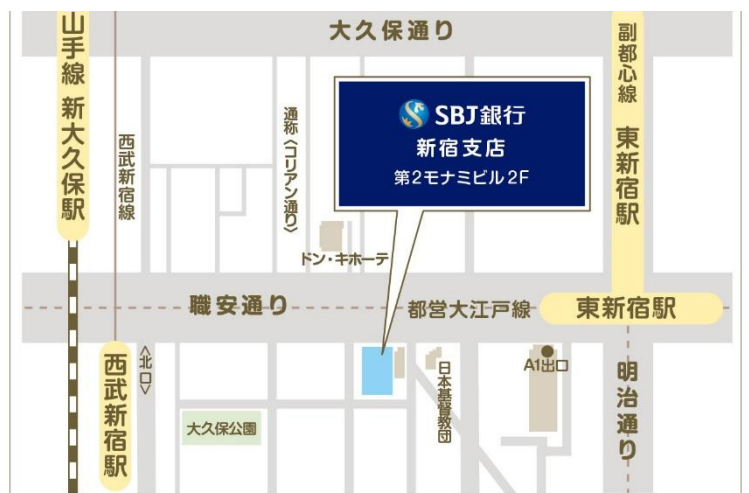 大久保通り
山手線 新大久保駅
西武新宿線
通称〈コリアン通り〉
SBJ銀行
新宿支店
第2モナミビル2F
副都心線 東新宿駅
ドン・キホーテ
職安通り
都営大江戸線
東新宿駅
西武新宿駅
〈北口〉
大久保公園
日本基督教団
A1出口
明治通り